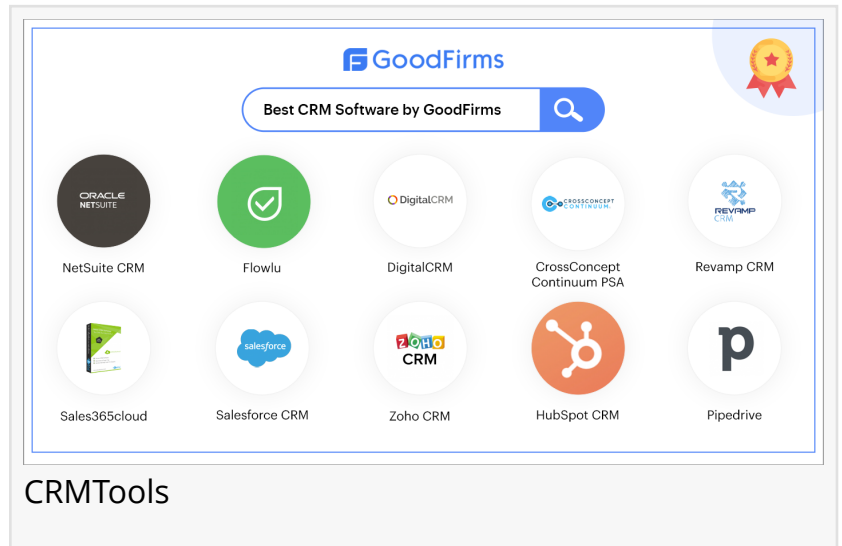 GoodFirms
Best CRM Software by GoodFirms
ORACLE
NETSUITE
DigitalCRM
CROSSCONCEPT
CONTINUUM
REVAMP
CRM
NetSuite CRM
Flowlu
DigitalCRM
CrossConcept
Continuum PSA
Revamp CRM
salesforce
ZOHO
CRM
p
Sales365cloud
Salesforce CRM
Zoho CRM
HubSpot CRM
Pipedrive
CRMTools